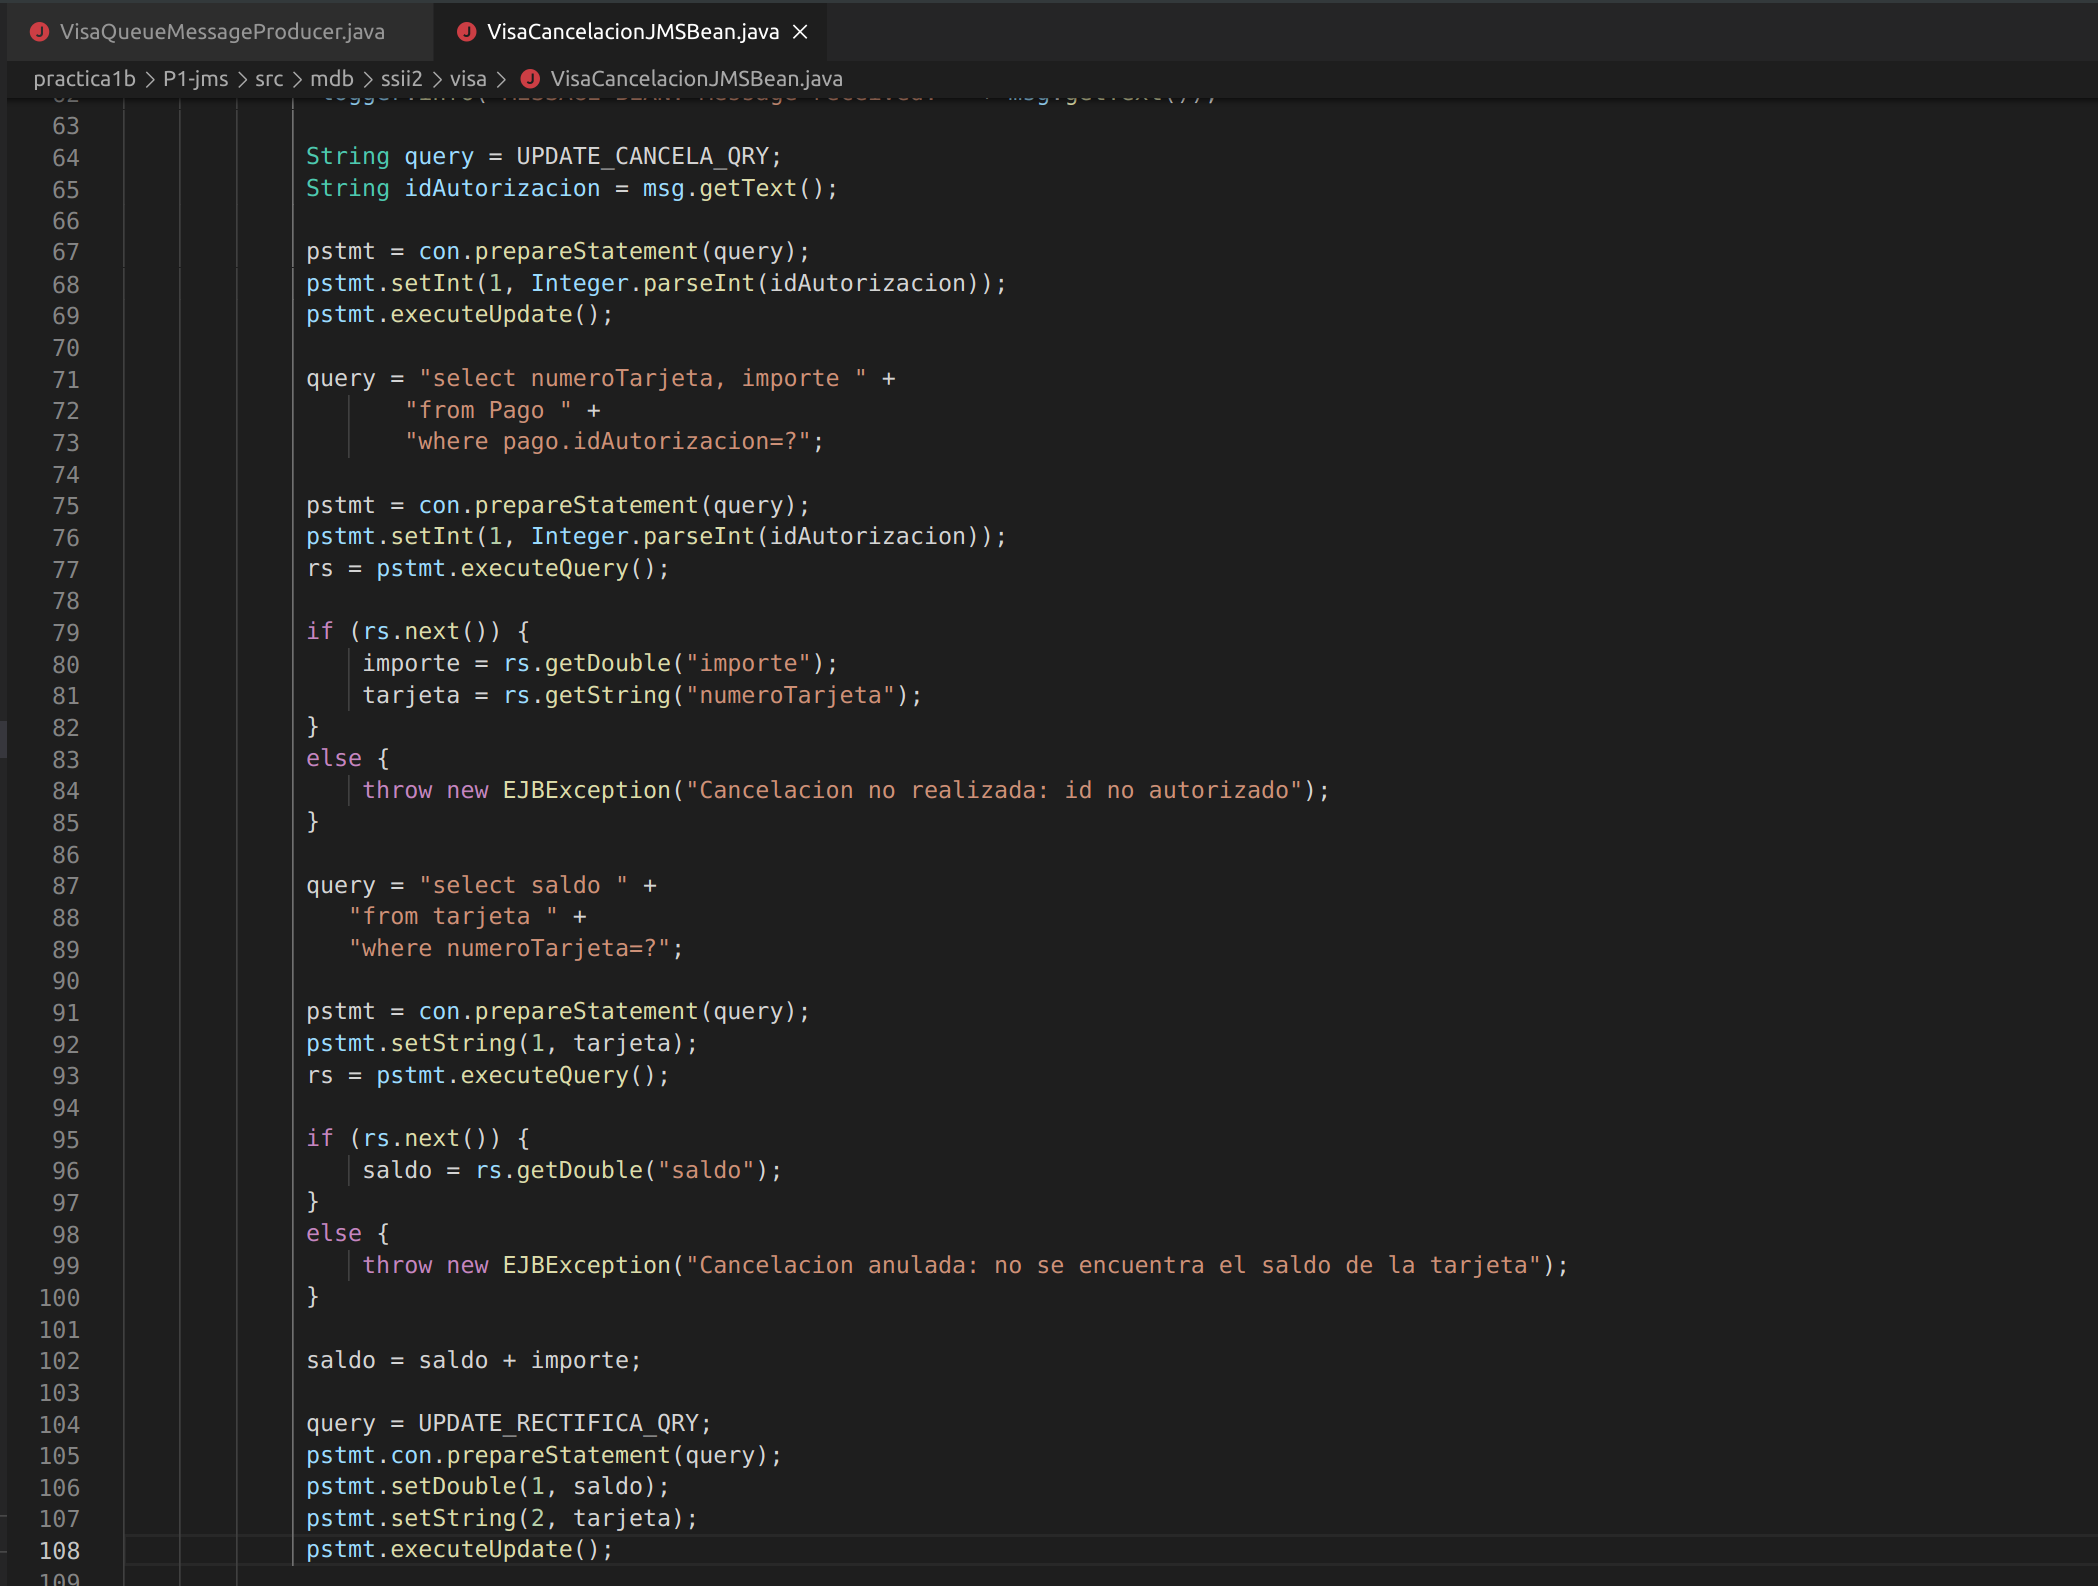 VisaQueueMessageProducer.java
VisaCancelacionJMSBean.java
practica1b > P1-jms > src > mdb > ssii2 > visa > VisaCancelacionJMSBean.java
63
64 String query = UPDATE_CANCELA_QRY;
65 String idAutorizacion = msg.getText();
66
67 pstmt = con.prepareStatement(query);
68 pstmt.setInt(1, Integer.parseInt(idAutorizacion));
69 pstmt.executeUpdate();
70
71 query = "select numeroTarjeta, importe " +
72 "from Pago " +
73 "where pago.idAutorizacion=?";
74
75 pstmt = con.prepareStatement(query);
76 pstmt.setInt(1, Integer.parseInt(idAutorizacion));
77 rs = pstmt.executeQuery();
78
79 if (rs.next()) {
80 importe = rs.getDouble("importe");
81 tarjeta = rs.getString("numeroTarjeta");
82 }
83 else {
84 throw new EJBException("Cancelacion no realizada: id no autorizado");
85 }
86
87 query = "select saldo " +
88 "from tarjeta " +
89 "where numeroTarjeta=?";
90
91 pstmt = con.prepareStatement(query);
92 pstmt.setString(1, tarjeta);
93 rs = pstmt.executeQuery();
94
95 if (rs.next()) {
96 saldo = rs.getDouble("saldo");
97 }
98 else {
99 throw new EJBException("Cancelacion anulada: no se encuentra el saldo de la tarjeta");
100 }
101
102 saldo = saldo + importe;
103
104 query = UPDATE_RECTIFICA_QRY;
105 pstmt.con.prepareStatement(query);
106 pstmt.setDouble(1, saldo);
107 pstmt.setString(2, tarjeta);
108 pstmt.executeUpdate();
109